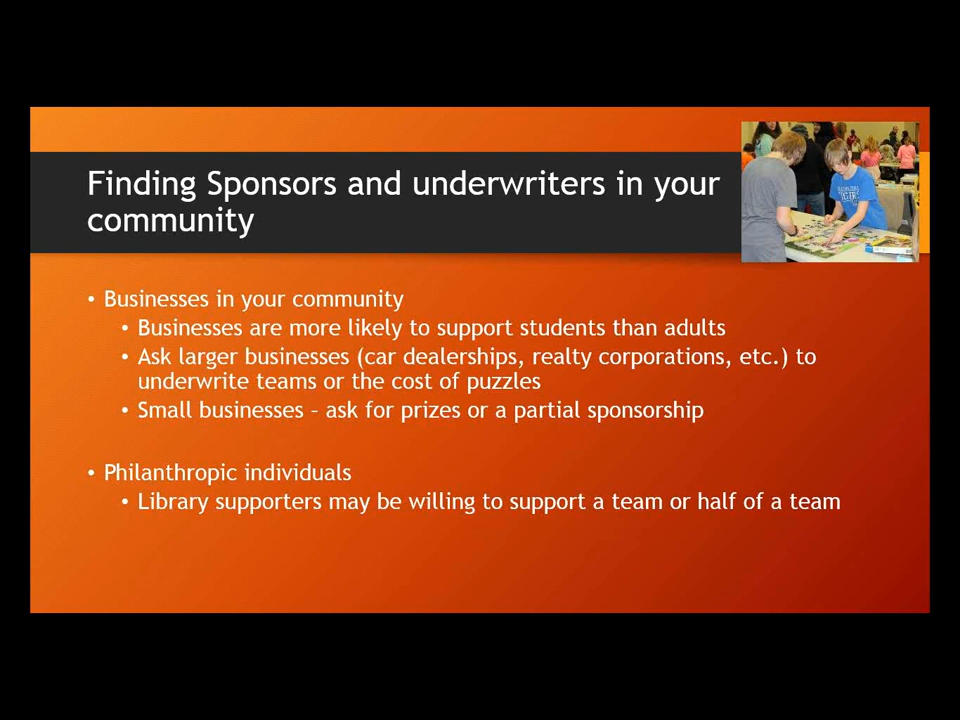 Finding Sponsors and underwriters in your
community
• Businesses in your community
• Businesses are more likely to support students than adults
• Ask larger businesses (car dealerships, realty corporations, etc.) to
underwrite teams or the cost of puzzles
• Small businesses – ask for prizes or a partial sponsorship
• Philanthropic individuals
• Library supporters may be willing to support a team or half of a team